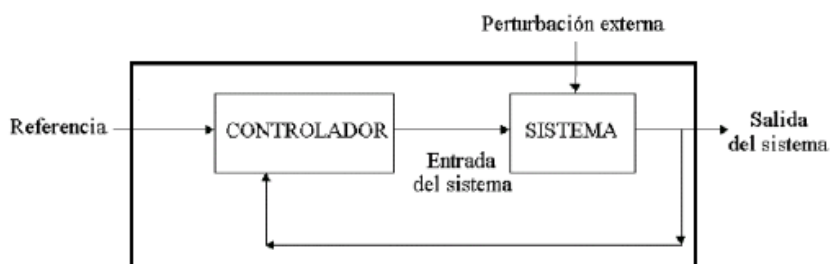 Perturbación externa
Referencia
CONTROLADOR
SISTEMA
Salida
del sistema
Entrada
del sistema